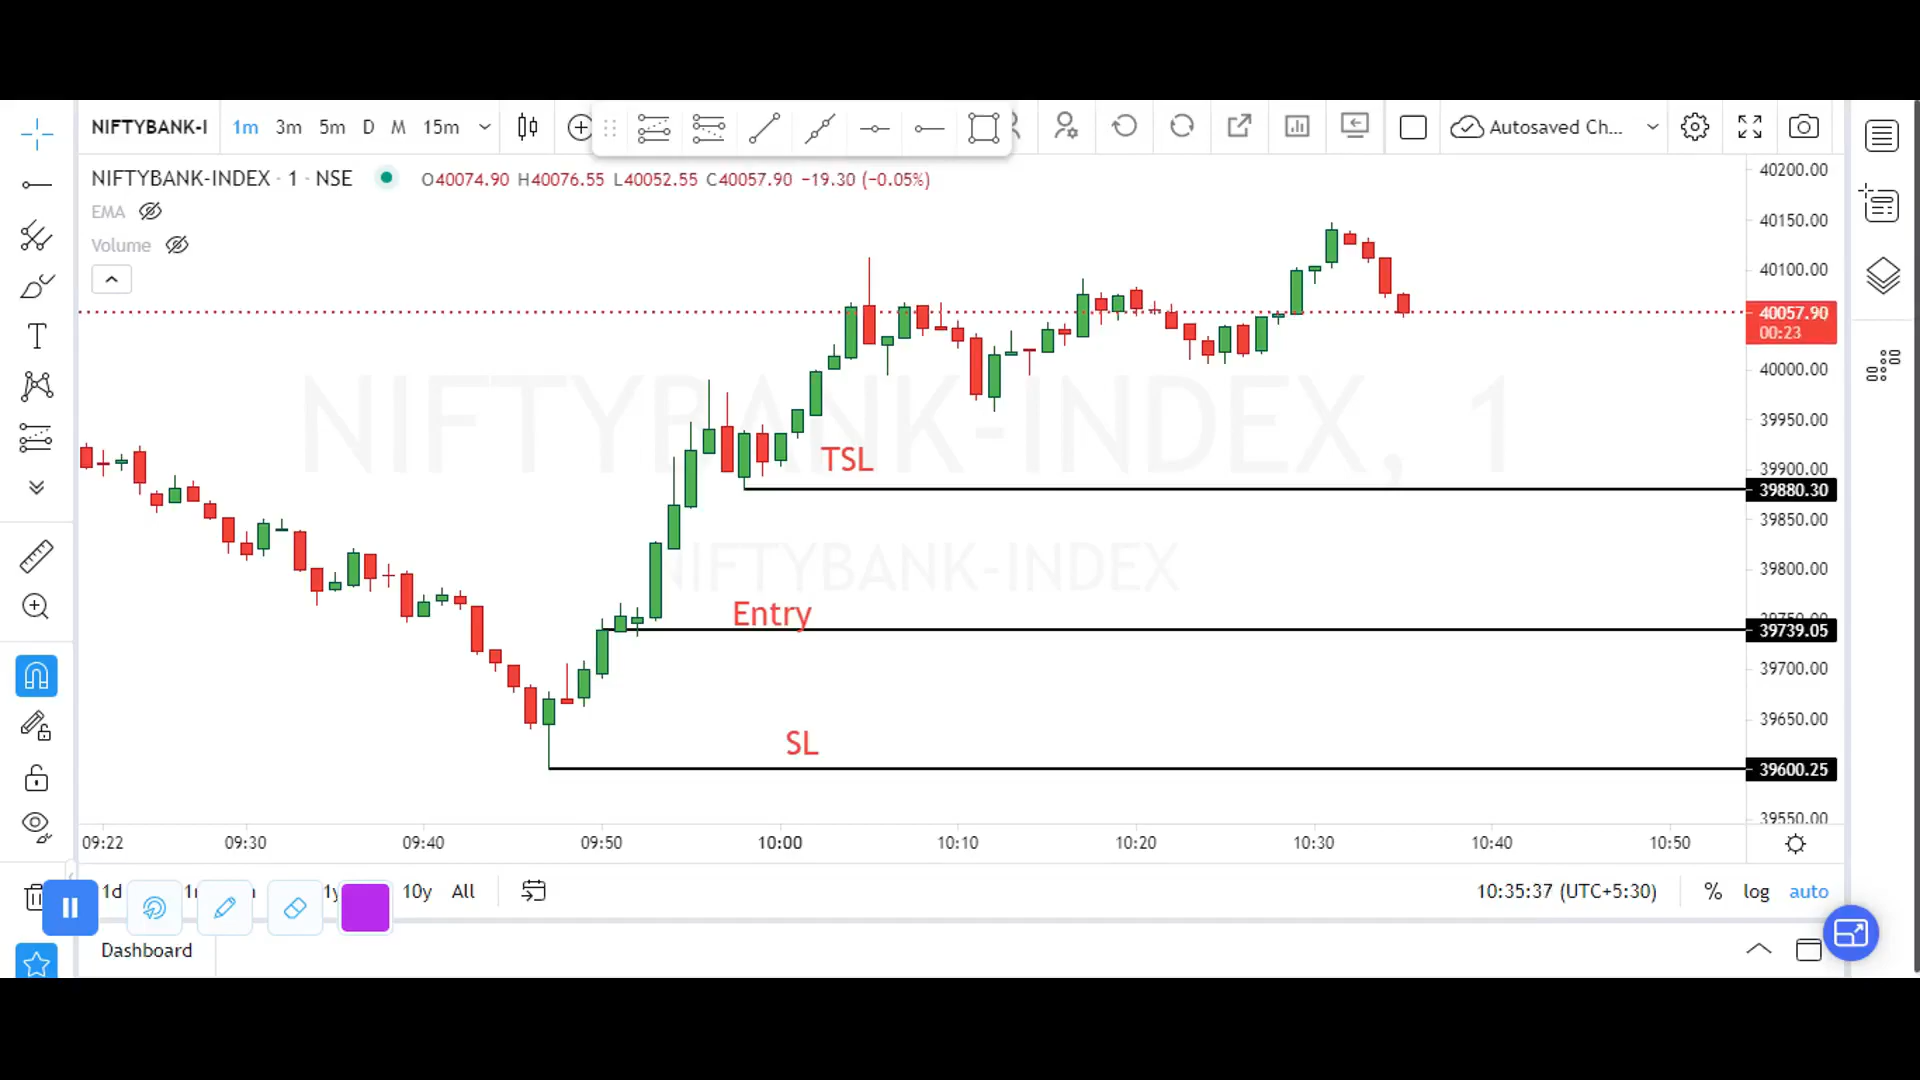 NIFTYBANK-I 1m 3m 5m D M 15m Autosaved Ch...
NIFTYBANK-INDEX · 1 · NSE O40074.90 H40076.55 L40052.55 C40057.90 −19.30 (−0.05%)
EMA
Volume
40200.00
40150.00
40100.00
40057.90
00:23
40000.00
39950.00
39900.00
39880.30
39850.00
39800.00
39739.05
39700.00
39650.00
39600.25
39550.00
NIFTYBANK-INDEX, 1
NIFTYBANK-INDEX
TSL
Entry
SL
09:22 09:30 09:40 09:50 10:00 10:10 10:20 10:30 10:40 10:50
1d 10y All 10:35:37 (UTC+5:30) % log auto
Dashboard